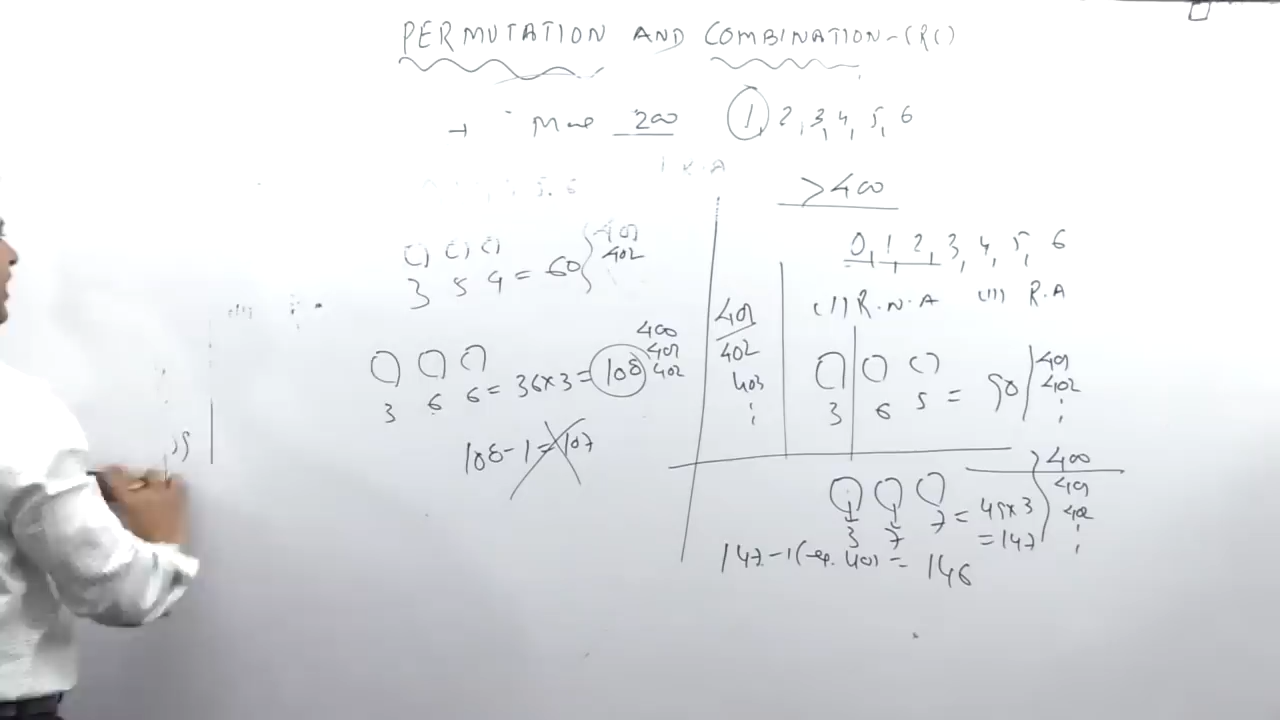 PERMUTATION AND COMBINATION-(RC)
→ More 200 1, 2, 3, 4, 5, 6
>400
0, 1, 2, 3, 4, 5, 6
(I) R.N.A (II) R.A
3 5 4 = 60 401
402
400
401
402
3 6 6 = 36×3 = 108
108-1 = 107
401
402
403
3 6 5 = 90 401
402
400
401
402
3 7 7 = 49×3
= 147
147-1 = 146